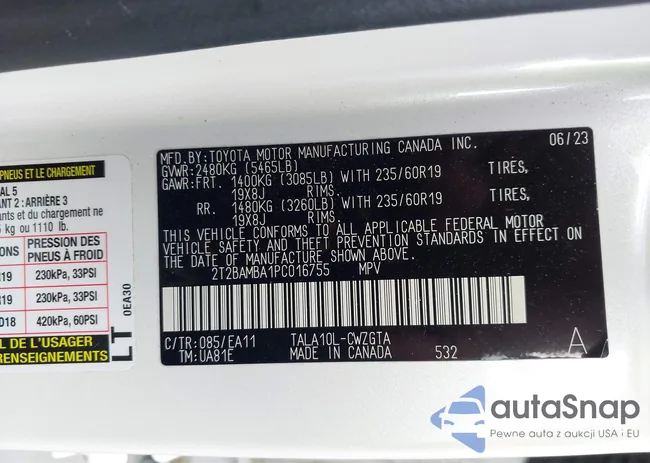 PNEUS ET LE CHARGEMENT
AL 5
ANT 2 : ARRIÈRE 3
ants et du chargement ne
kg ou 1110 lb.
ONS PRESSION DES
PNEUS À FROID
R19 230kPa, 33PSI
R19 230kPa, 33PSI
D18 420kPa, 60PSI
DE L'USAGER
RENSEIGNEMENTS
LT 0EA30
MFD. BY: TOYOTA MOTOR MANUFACTURING CANADA INC. 06/23
GVWR: 2480KG (5465LB)
GAWR: FRT. 1400KG (3085LB) WITH 235/60R19 TIRES,
19X8J RIMS.
RR. 1480KG (3260LB) WITH 235/60R19 TIRES,
19X8J RIMS.
THIS VEHICLE CONFORMS TO ALL APPLICABLE FEDERAL MOTOR
VEHICLE SAFETY AND THEFT PREVENTION STANDARDS IN EFFECT ON
THE DATE OF MANUFACTURE SHOWN ABOVE.
2T2BAMBA1PC016755 MPV
C/TR: 085/EA11 TALA10L-CWZGTA
TM: UA81E MADE IN CANADA 532 A
autaSnap
Pewne auta z aukcji USA i EU